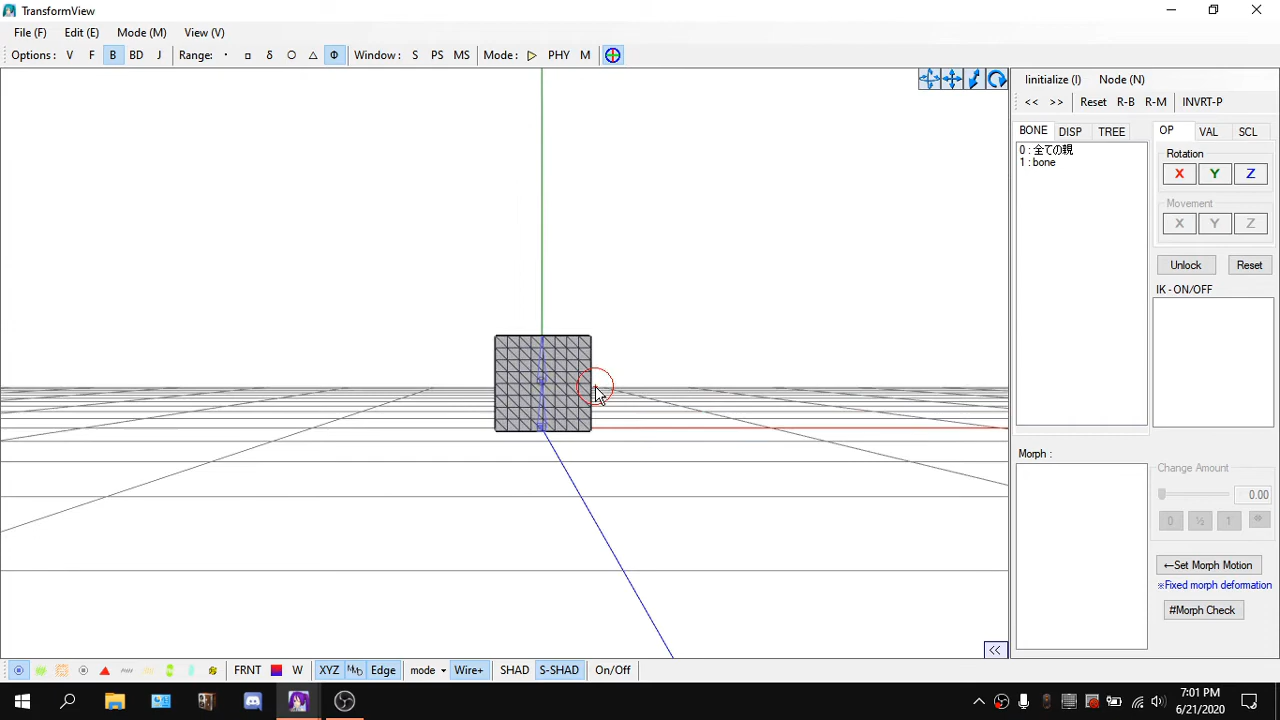 TransformView
File (F) Edit (E) Mode (M) View (V)
Options: V F B BD J Range: Window: S PS MS Mode: PHY M
Iinitialize (I) Node (N)
<< >> Reset R-B R-M INVRT-P
BONE DISP TREE
OP VAL SCL
0 : 全ての親
1 : bone
Rotation
X Y Z
Movement
X Y Z
Unlock Reset
IK - ON/OFF
Morph :
Change Amount
0.00
0 ½ 1
←Set Morph Motion
※Fixed morph deformation
#Morph Check
<<
FRNT W XYZ Edge mode Wire+ SHAD S-SHAD On/Off
7:01 PM
6/21/2020